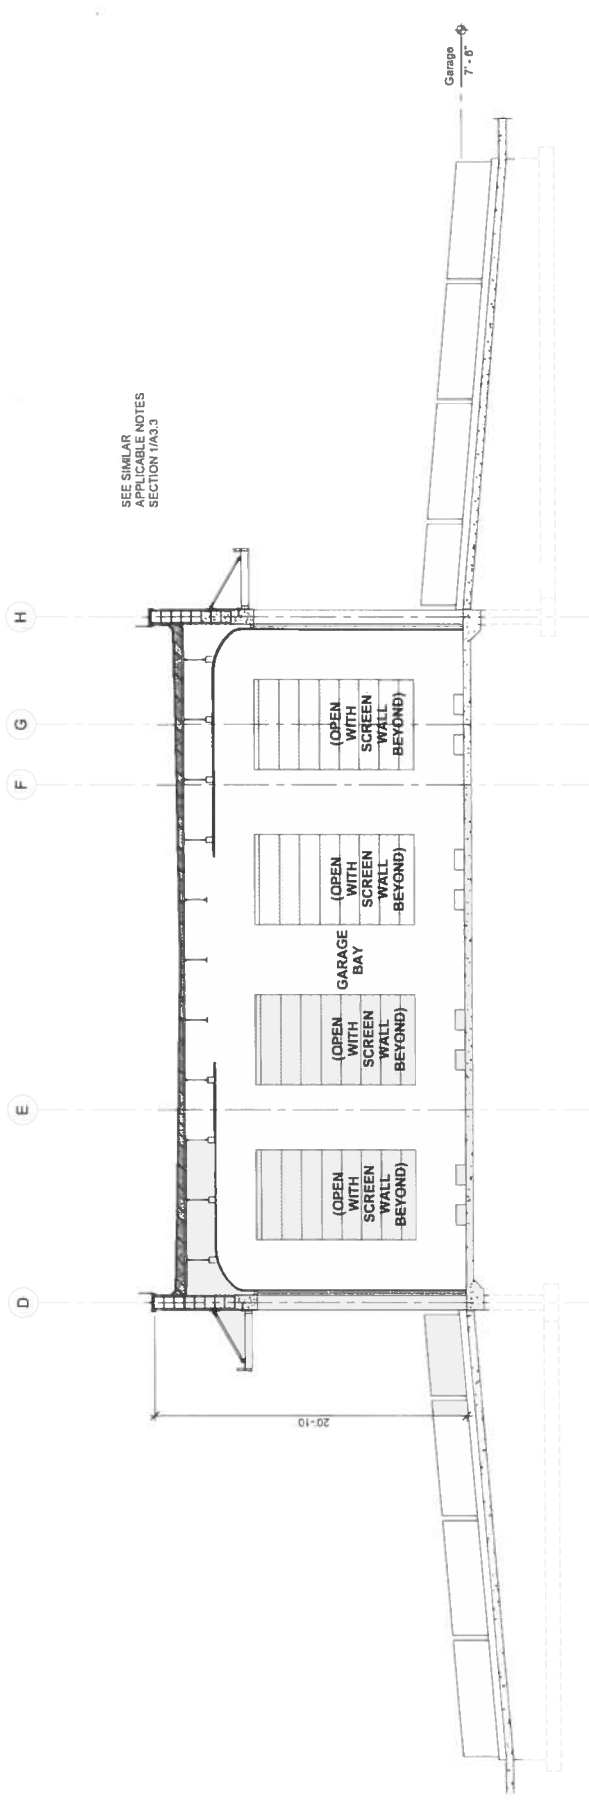 D
E
F
G
H
SEE SIMILAR
APPLICABLE NOTES
SECTION 1/A3.3
Garage
7' - 6"
20'-10
(OPEN
WITH
SCREEN
WALL
BEYOND)
(OPEN
WITH
SCREEN
WALL
BEYOND)
GARAGE
BAY
(OPEN
WITH
SCREEN
WALL
BEYOND)
(OPEN
WITH
SCREEN
WALL
BEYOND)